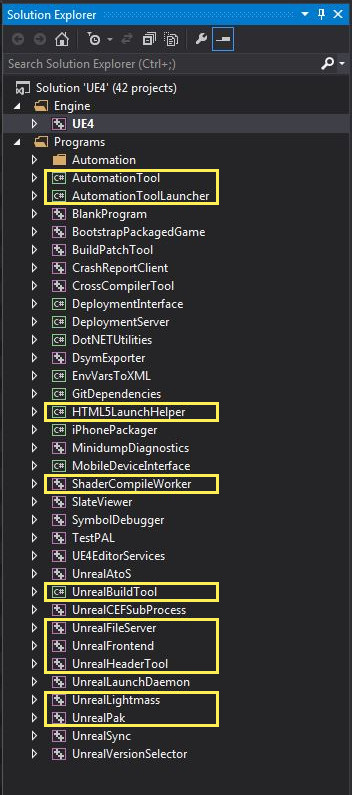 Solution Explorer
Search Solution Explorer (Ctrl+;)
Solution 'UE4' (42 projects)
Engine
UE4
Programs
Automation
C# AutomationTool
C# AutomationToolLauncher
BlankProgram
BootstrapPackagedGame
BuildPatchTool
CrashReportClient
CrossCompilerTool
C# DeploymentInterface
C# DeploymentServer
C# DotNETUtilities
DsymExporter
C# EnvVarsToXML
C# GitDependencies
C# HTML5LaunchHelper
C# iPhonePackager
MinidumpDiagnostics
C# MobileDeviceInterface
ShaderCompileWorker
SlateViewer
SymbolDebugger
TestPAL
UE4EditorServices
UnrealAtoS
C# UnrealBuildTool
UnrealCEFSubProcess
UnrealFileServer
UnrealFrontend
UnrealHeaderTool
UnrealLaunchDaemon
UnrealLightmass
UnrealPak
UnrealSync
UnrealVersionSelector